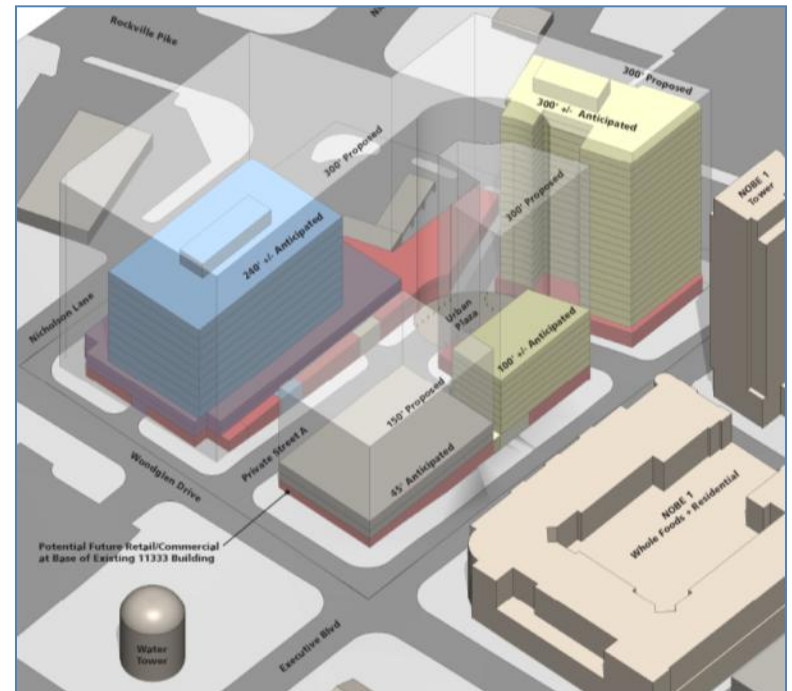 Rockville Pike
300' Proposed
300' +/- Anticipated
300' Proposed
300' Proposed
NOBE 1
Tower
240' +/- Anticipated
Nicholson Lane
Urban
Plaza
100' +/- Anticipated
150' Proposed
45' Anticipated
Private Street A
Woodglen Drive
NOBE 1
Whole Foods + Residential
Potential Future Retail/Commercial
at Base of Existing 11333 Building
Water
Tower
Executive Blvd